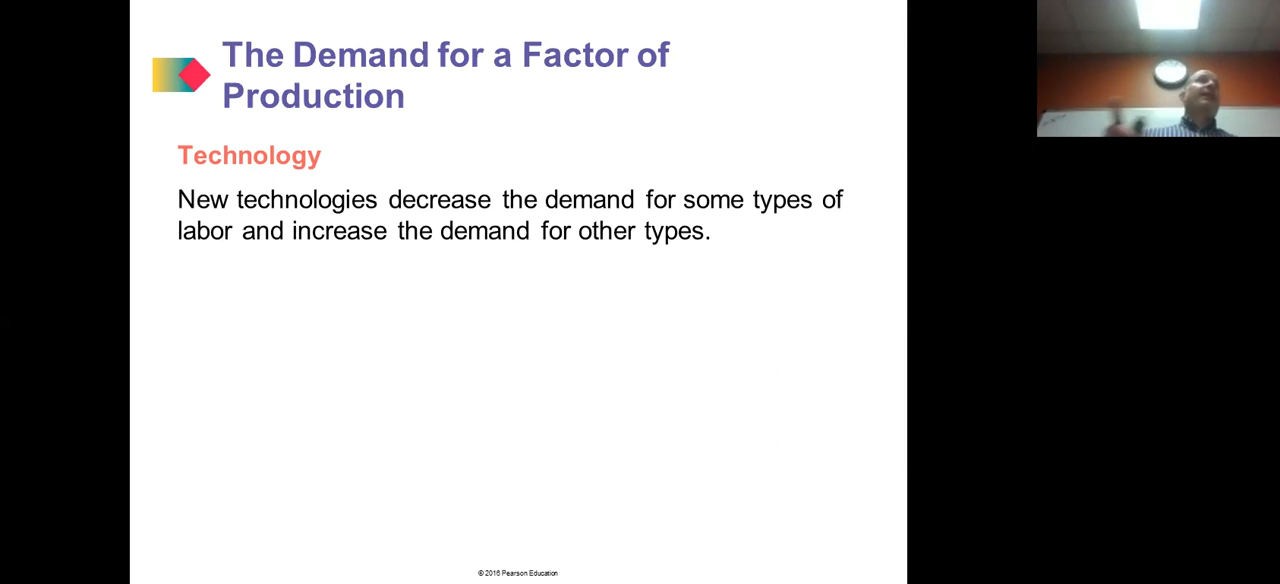 The Demand for a Factor of
Production
Technology
New technologies decrease the demand for some types of
labor and increase the demand for other types.
© 2016 Pearson Education